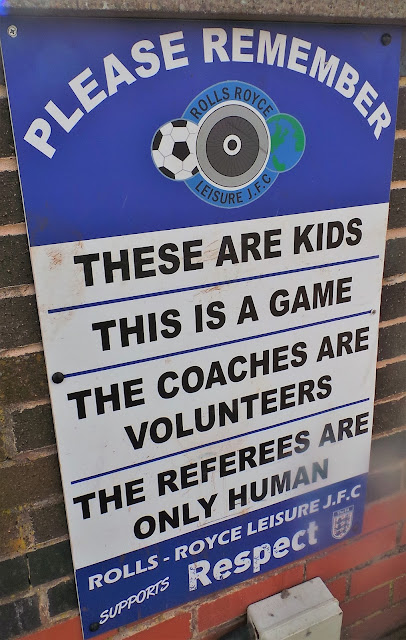 PLEASE REMEMBER
ROLLS ROYCE
LEISURE J.F.C
THESE ARE KIDS
THIS IS A GAME
THE COACHES ARE
VOLUNTEERS
THE REFEREES ARE
ONLY HUMAN
ROLLS - ROYCE LEISURE J.F.C
SUPPORTS Respect